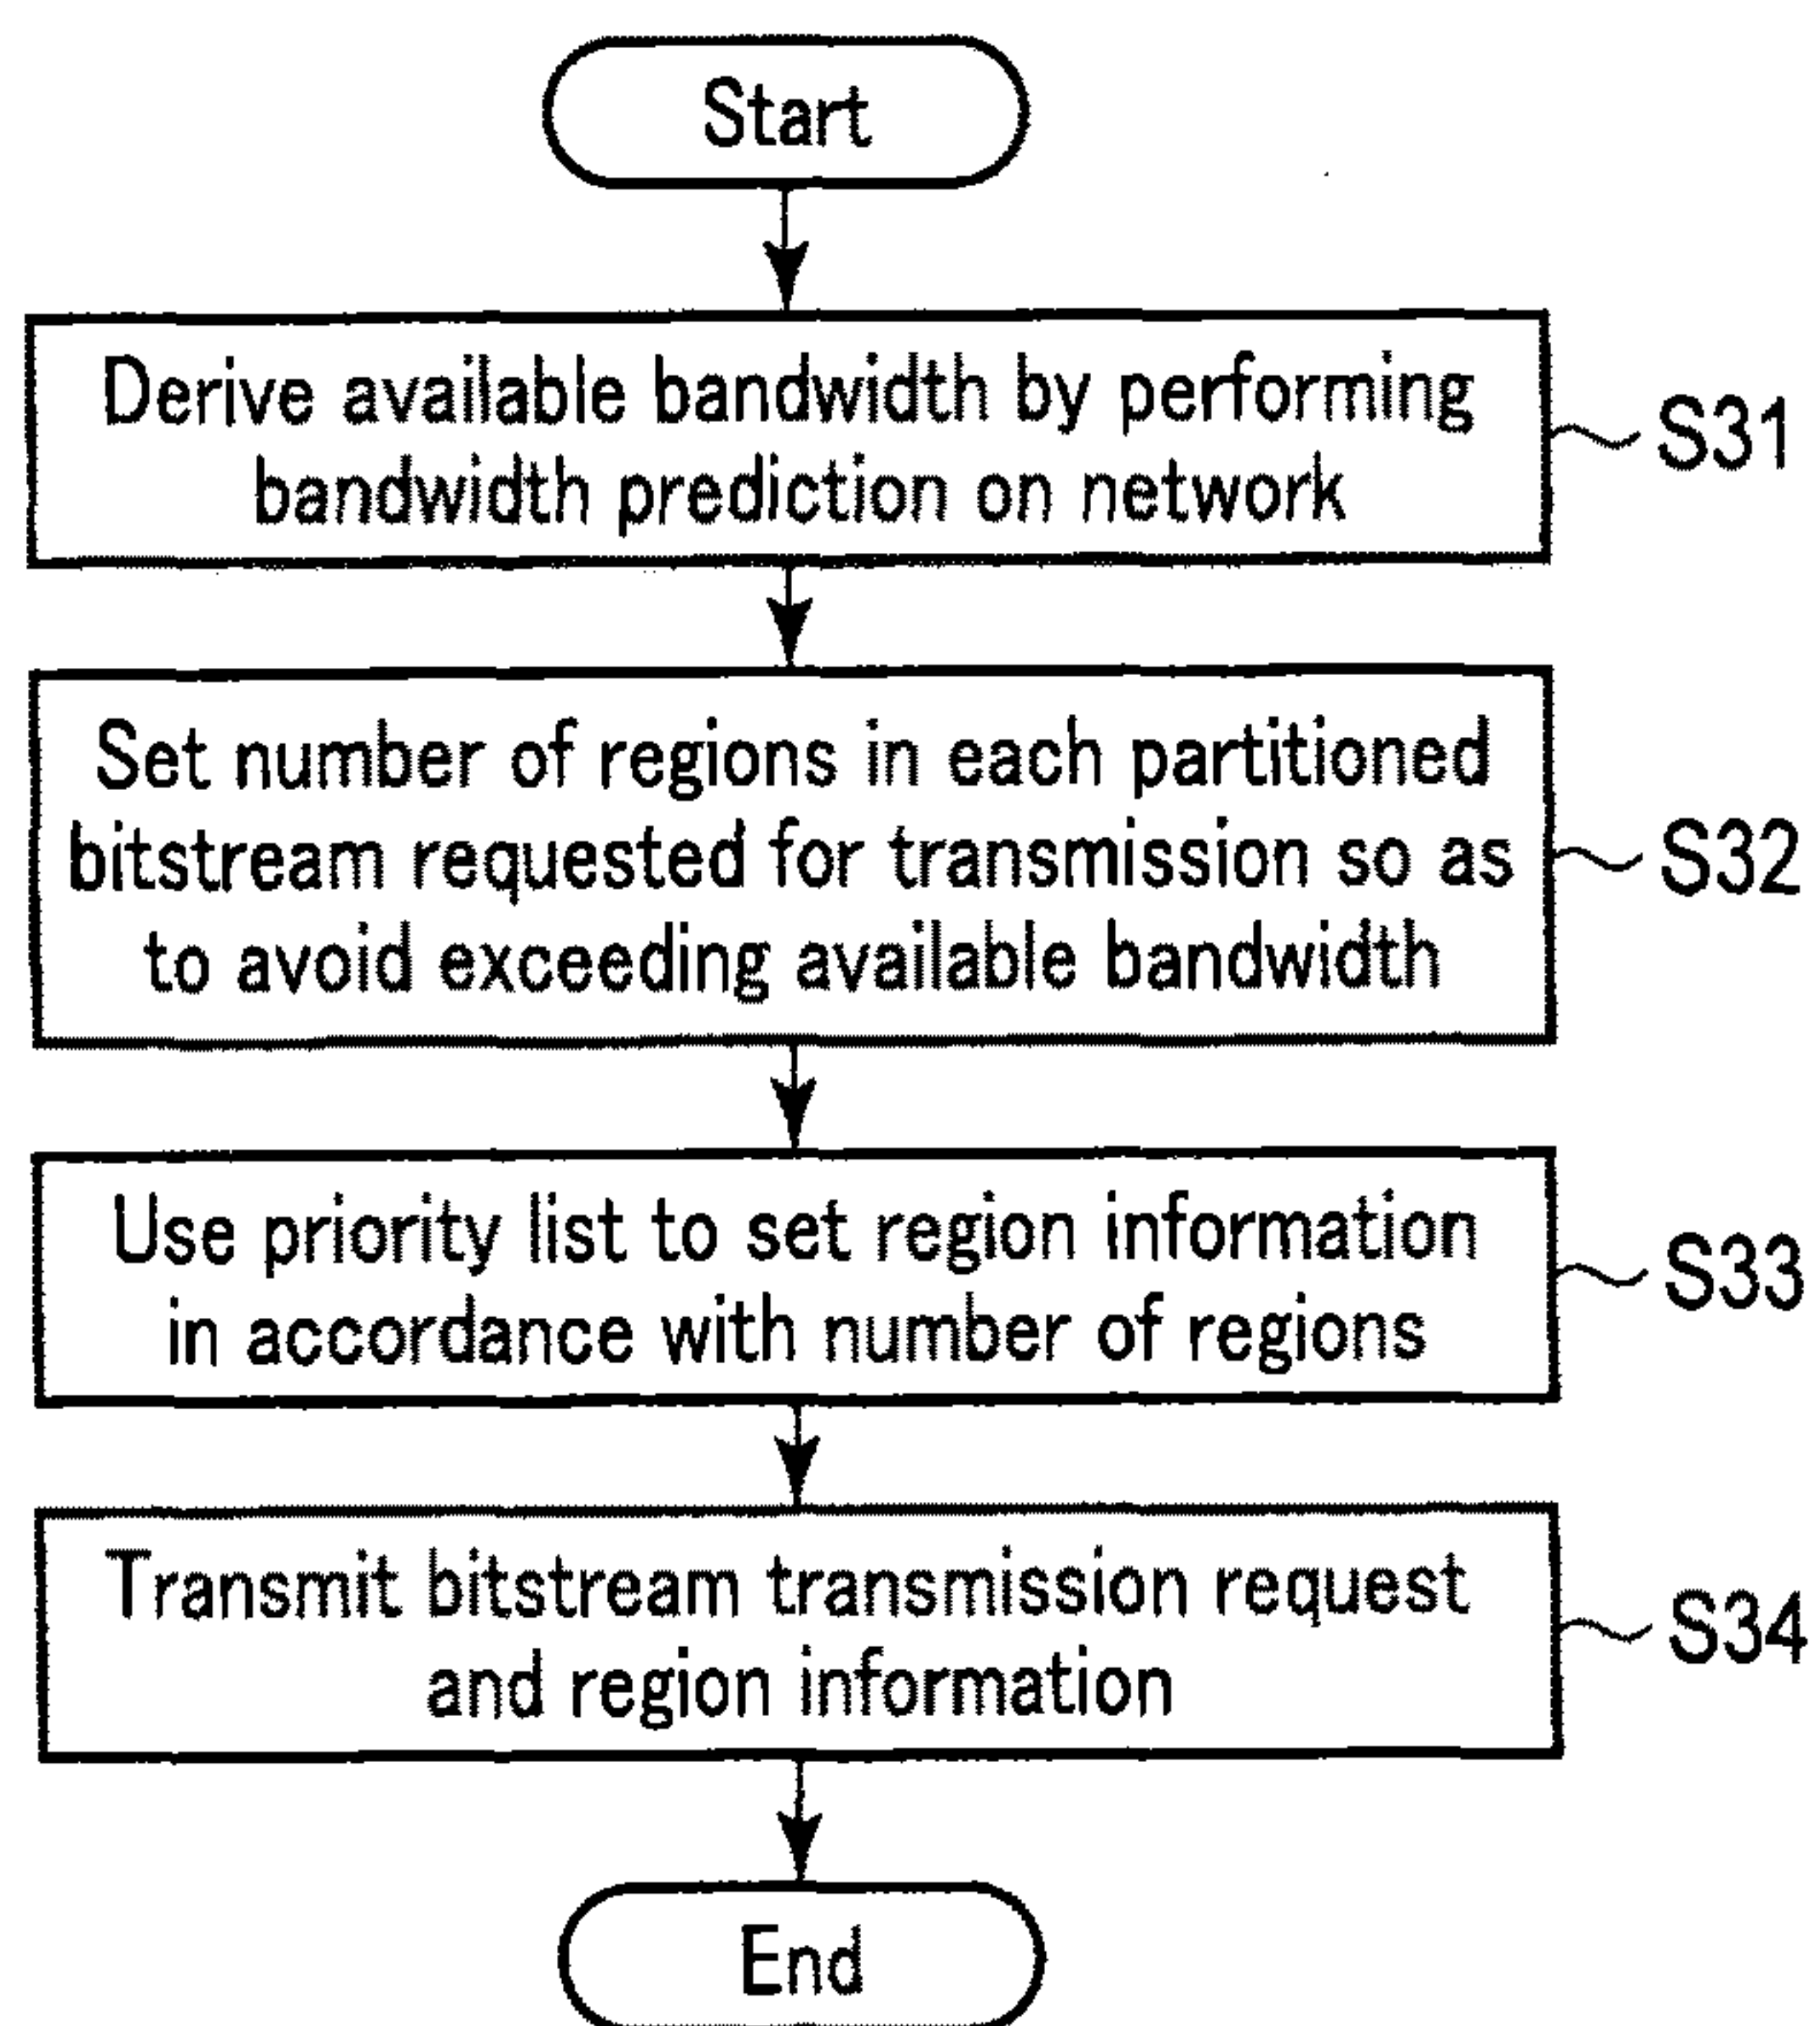 Start
Derive available bandwidth by performing
bandwidth prediction on network
S31
Set number of regions in each partitioned
bitstream requested for transmission so as
to avoid exceeding available bandwidth
S32
Use priority list to set region information
in accordance with number of regions
S33
Transmit bitstream transmission request
and region information
S34
End